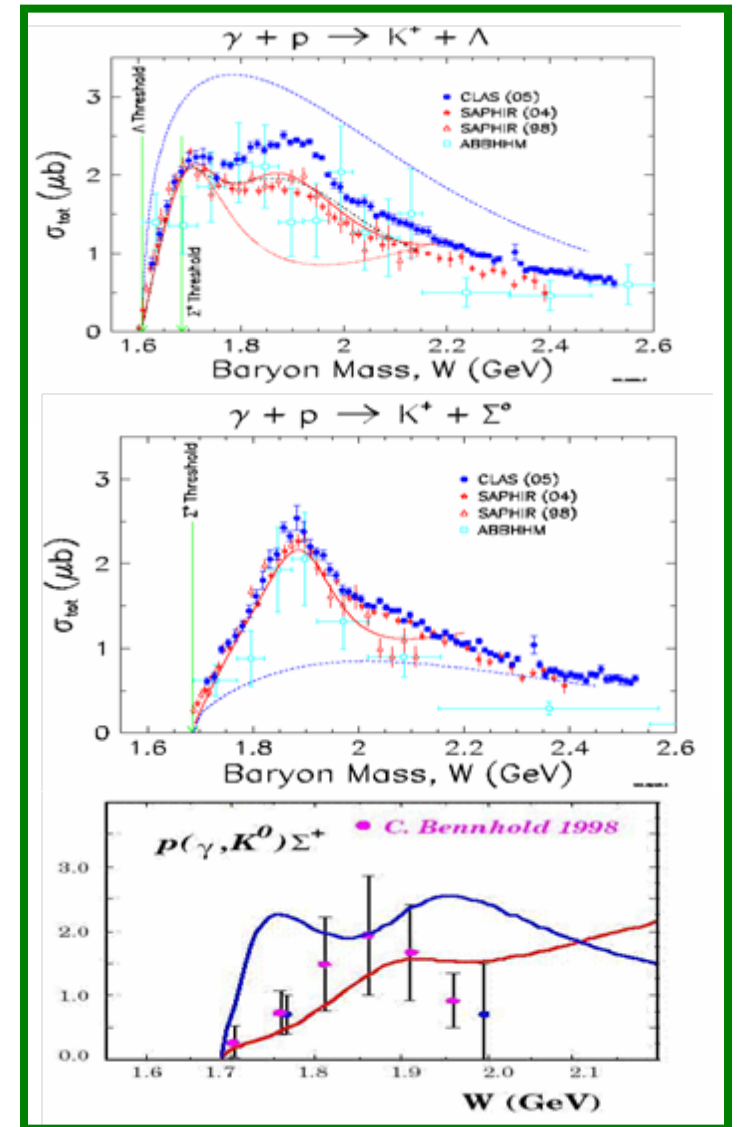 γ + p → K⁺ + Λ
Λ Threshold
Σ° Threshold
CLAS (05)
SAPHIR (04)
SAPHIR (98)
ABBHHM
σtot (μb)
3
2
1
0
1.6 1.8 2 2.2 2.4 2.6
Baryon Mass, W (GeV)
γ + p → K⁺ + Σ°
Σ° Threshold
CLAS (05)
SAPHIR (04)
SAPHIR (98)
ABBHHM
σtot (μb)
3
2
1
0
1.6 1.8 2 2.2 2.4 2.6
Baryon Mass, W (GeV)
p(γ,K⁰)Σ⁺
C. Bennhold 1998
3.0
2.0
1.0
0.0
1.6 1.7 1.8 1.9 2.0 2.1
W (GeV)